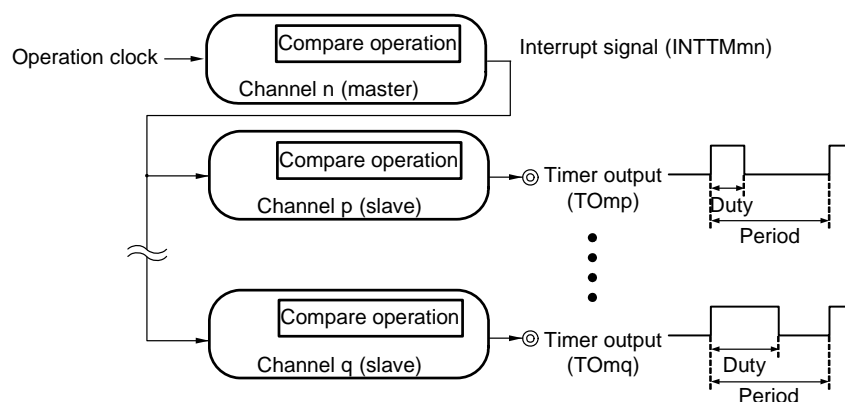 Compare operation
Operation clock
Interrupt signal (INTTMmn)
Channel n (master)
Compare operation
Timer output
(TOmp)
Channel p (slave)
Duty
Period
Compare operation
Timer output
(TOmq)
Channel q (slave)
Duty
Period